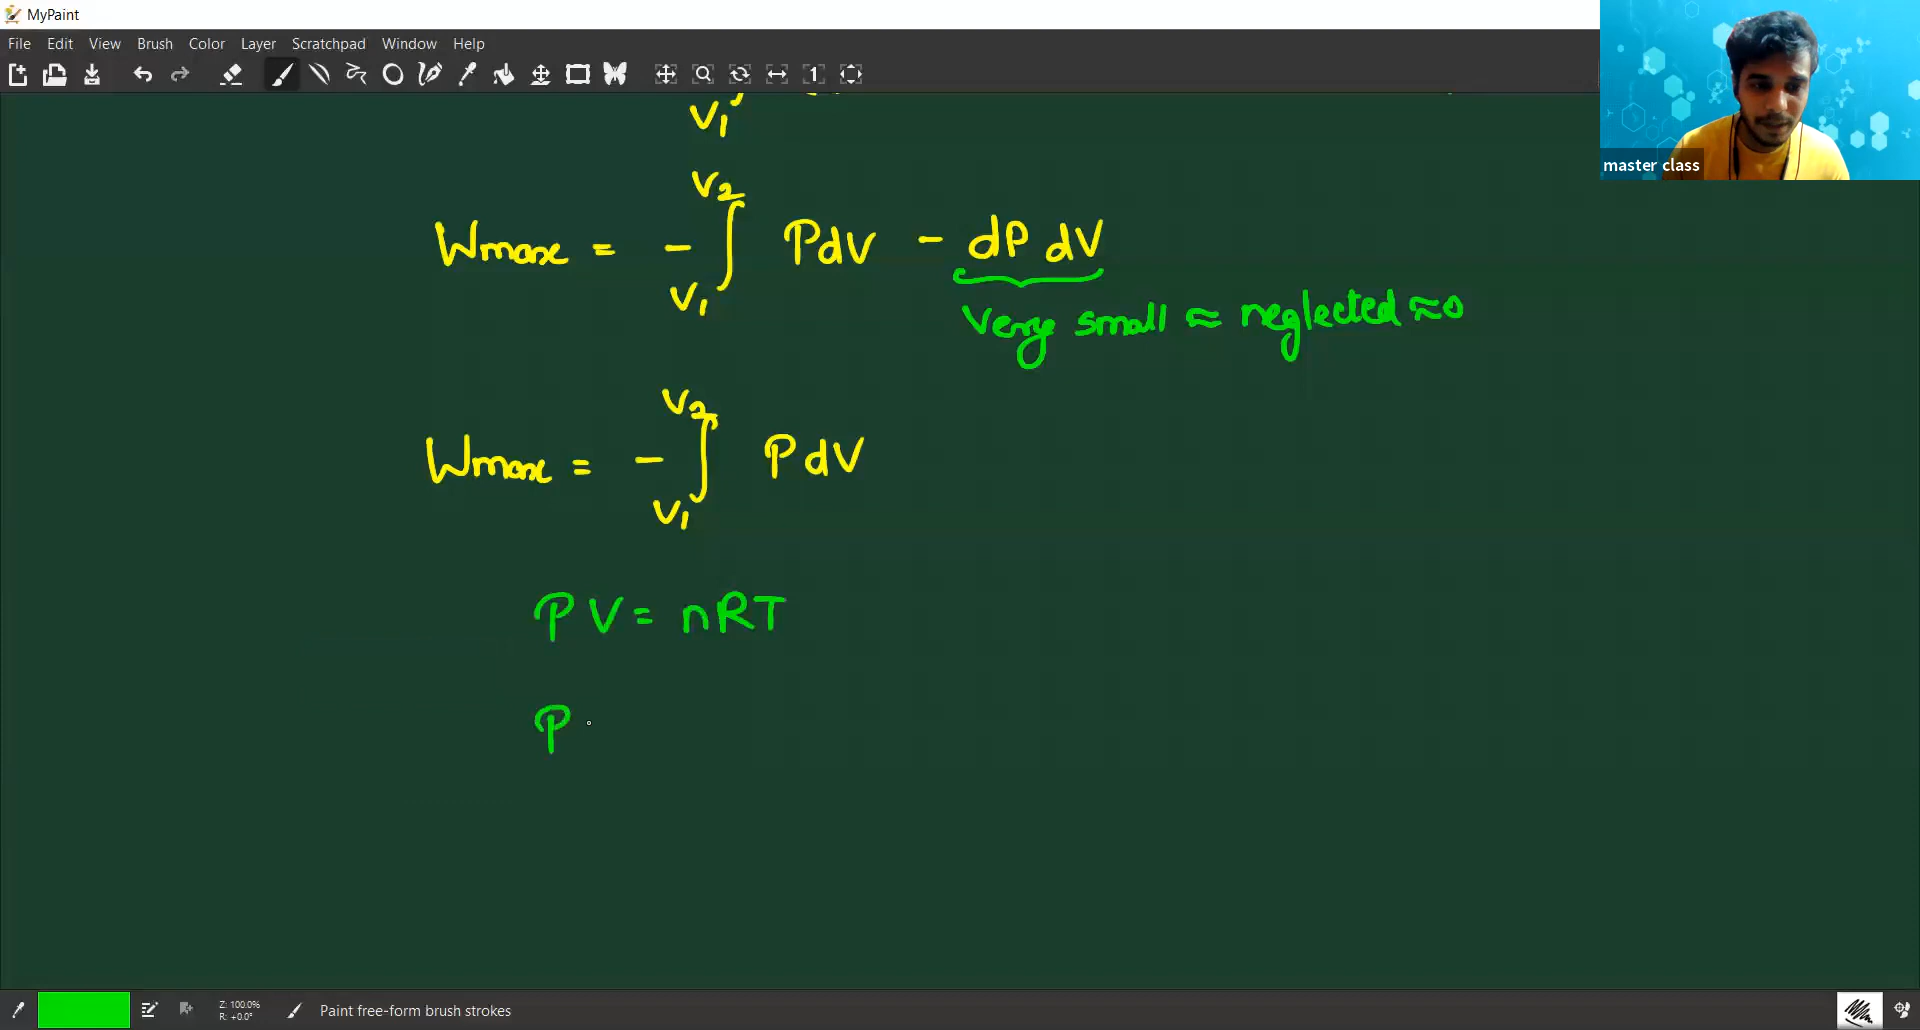 MyPaint
File Edit View Brush Color Layer Scratchpad Window Help
master class
V₁
Wmax = - ∫ V₂ V₁ PdV - dP dV
Very small ≈ neglected ≈ 0
Wmax = - ∫ V₂ V₁ PdV
PV = nRT
P
Z: 100.0%
R: +0.0°
Paint free-form brush strokes